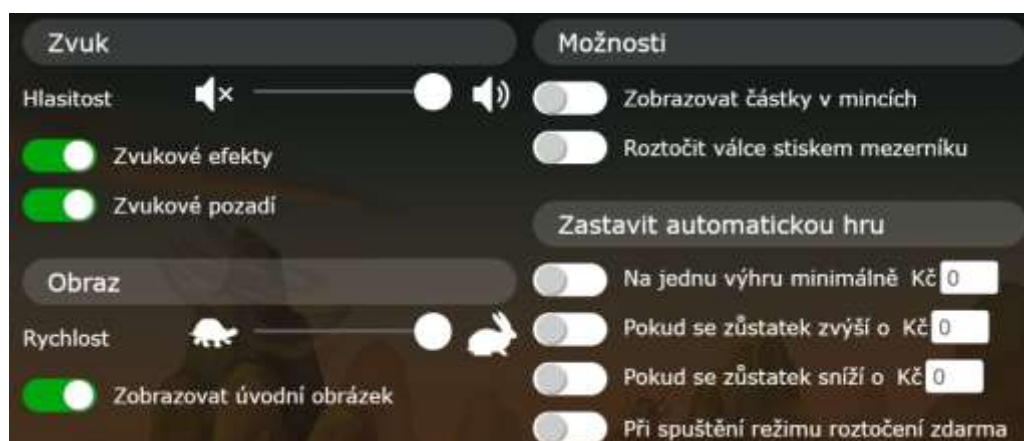 Zvuk
Hlasitost
Zvukové efekty
Zvukové pozadí
Obraz
Rychlost
Zobrazovat úvodní obrázek
Možnosti
Zobrazovat částky v mincích
Roztočit válce stiskem mezerníku
Zastavit automatickou hru
Na jednu výhru minimálně Kč 0
Pokud se zůstatek zvýší o Kč 0
Pokud se zůstatek sníží o Kč 0
Při spuštění režimu roztočení zdarma